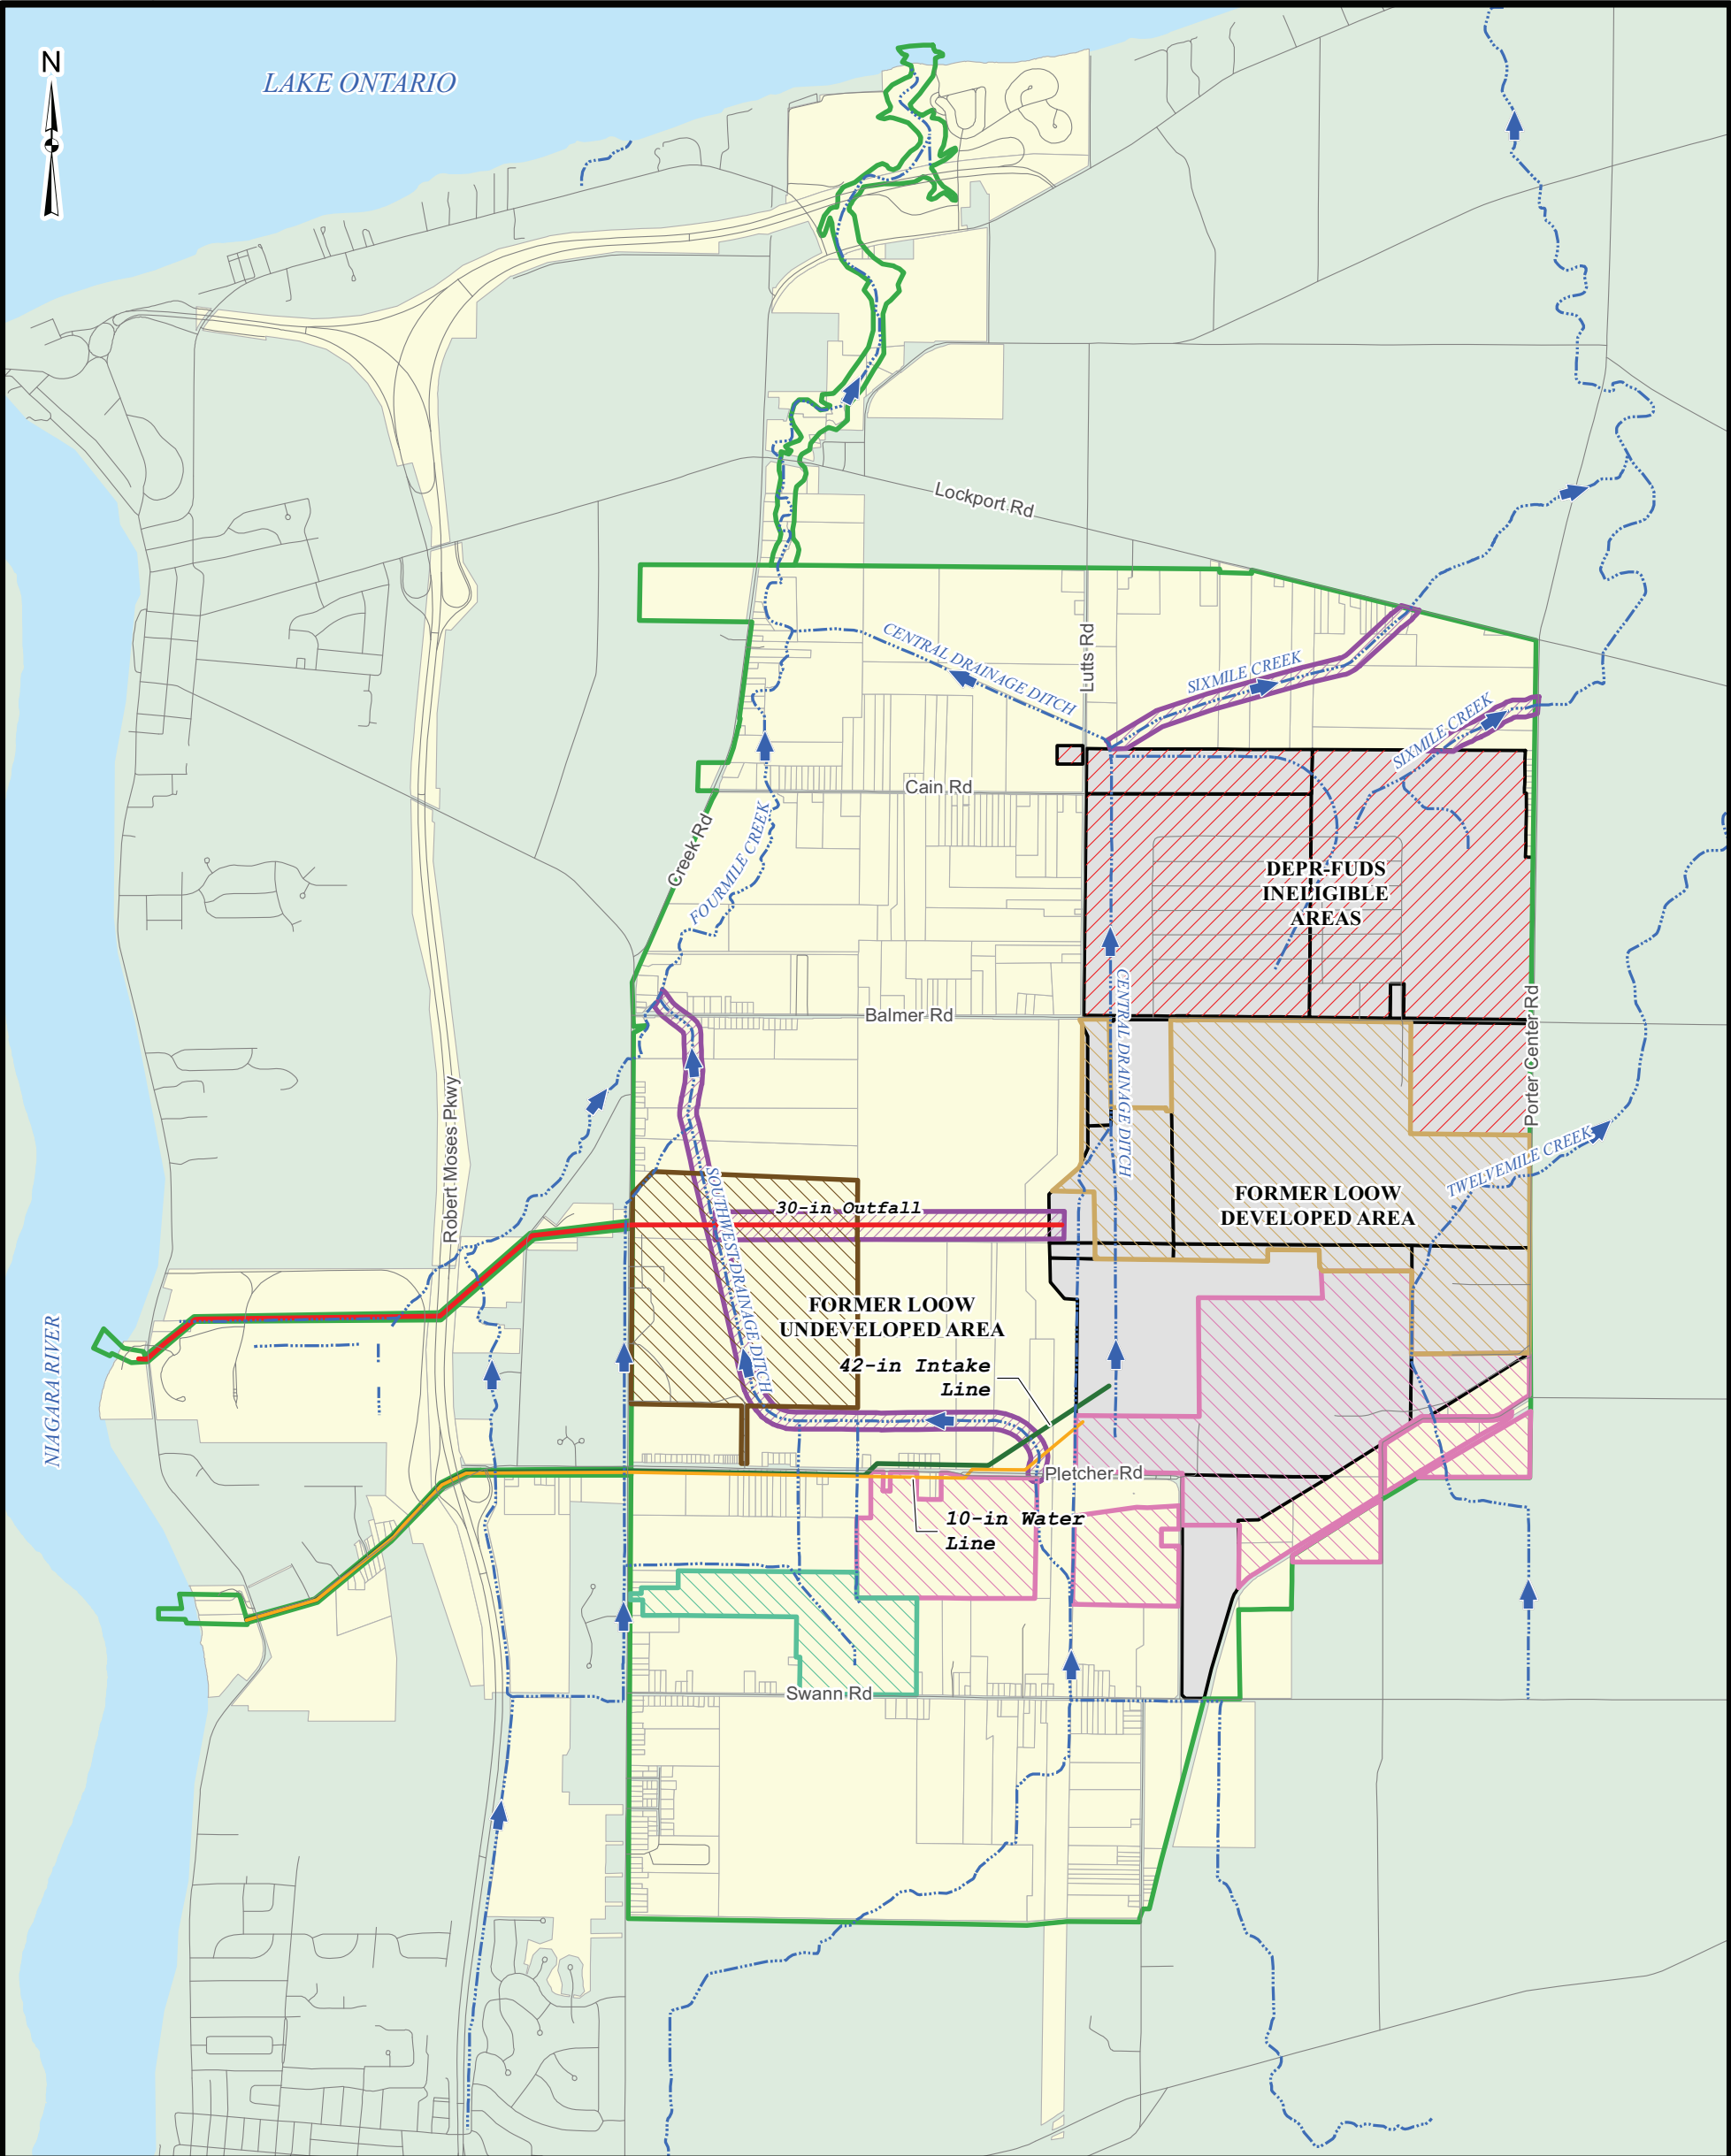 N
LAKE ONTARIO
Lockport Rd
CENTRAL DRAINAGE DITCH
Lutts Rd
SIXMILE CREEK
SIXMILE CREEK
Cain Rd
Creek Rd
FOURMILE CREEK
DEPR-FUDS
INELIGIBLE
AREAS
Balmer Rd
CENTRAL DRAINAGE DITCH
Porter Center Rd
Robert Moses Pkwy
TWELVEMILE CREEK
SOUTHWEST DRAINAGE DITCH
30-in Outfall
FORMER LOOW
DEVELOPED AREA
FORMER LOOW
UNDEVELOPED AREA
42-in Intake
Line
NIAGARA RIVER
Pletcher Rd
10-in Water
Line
Swann Rd